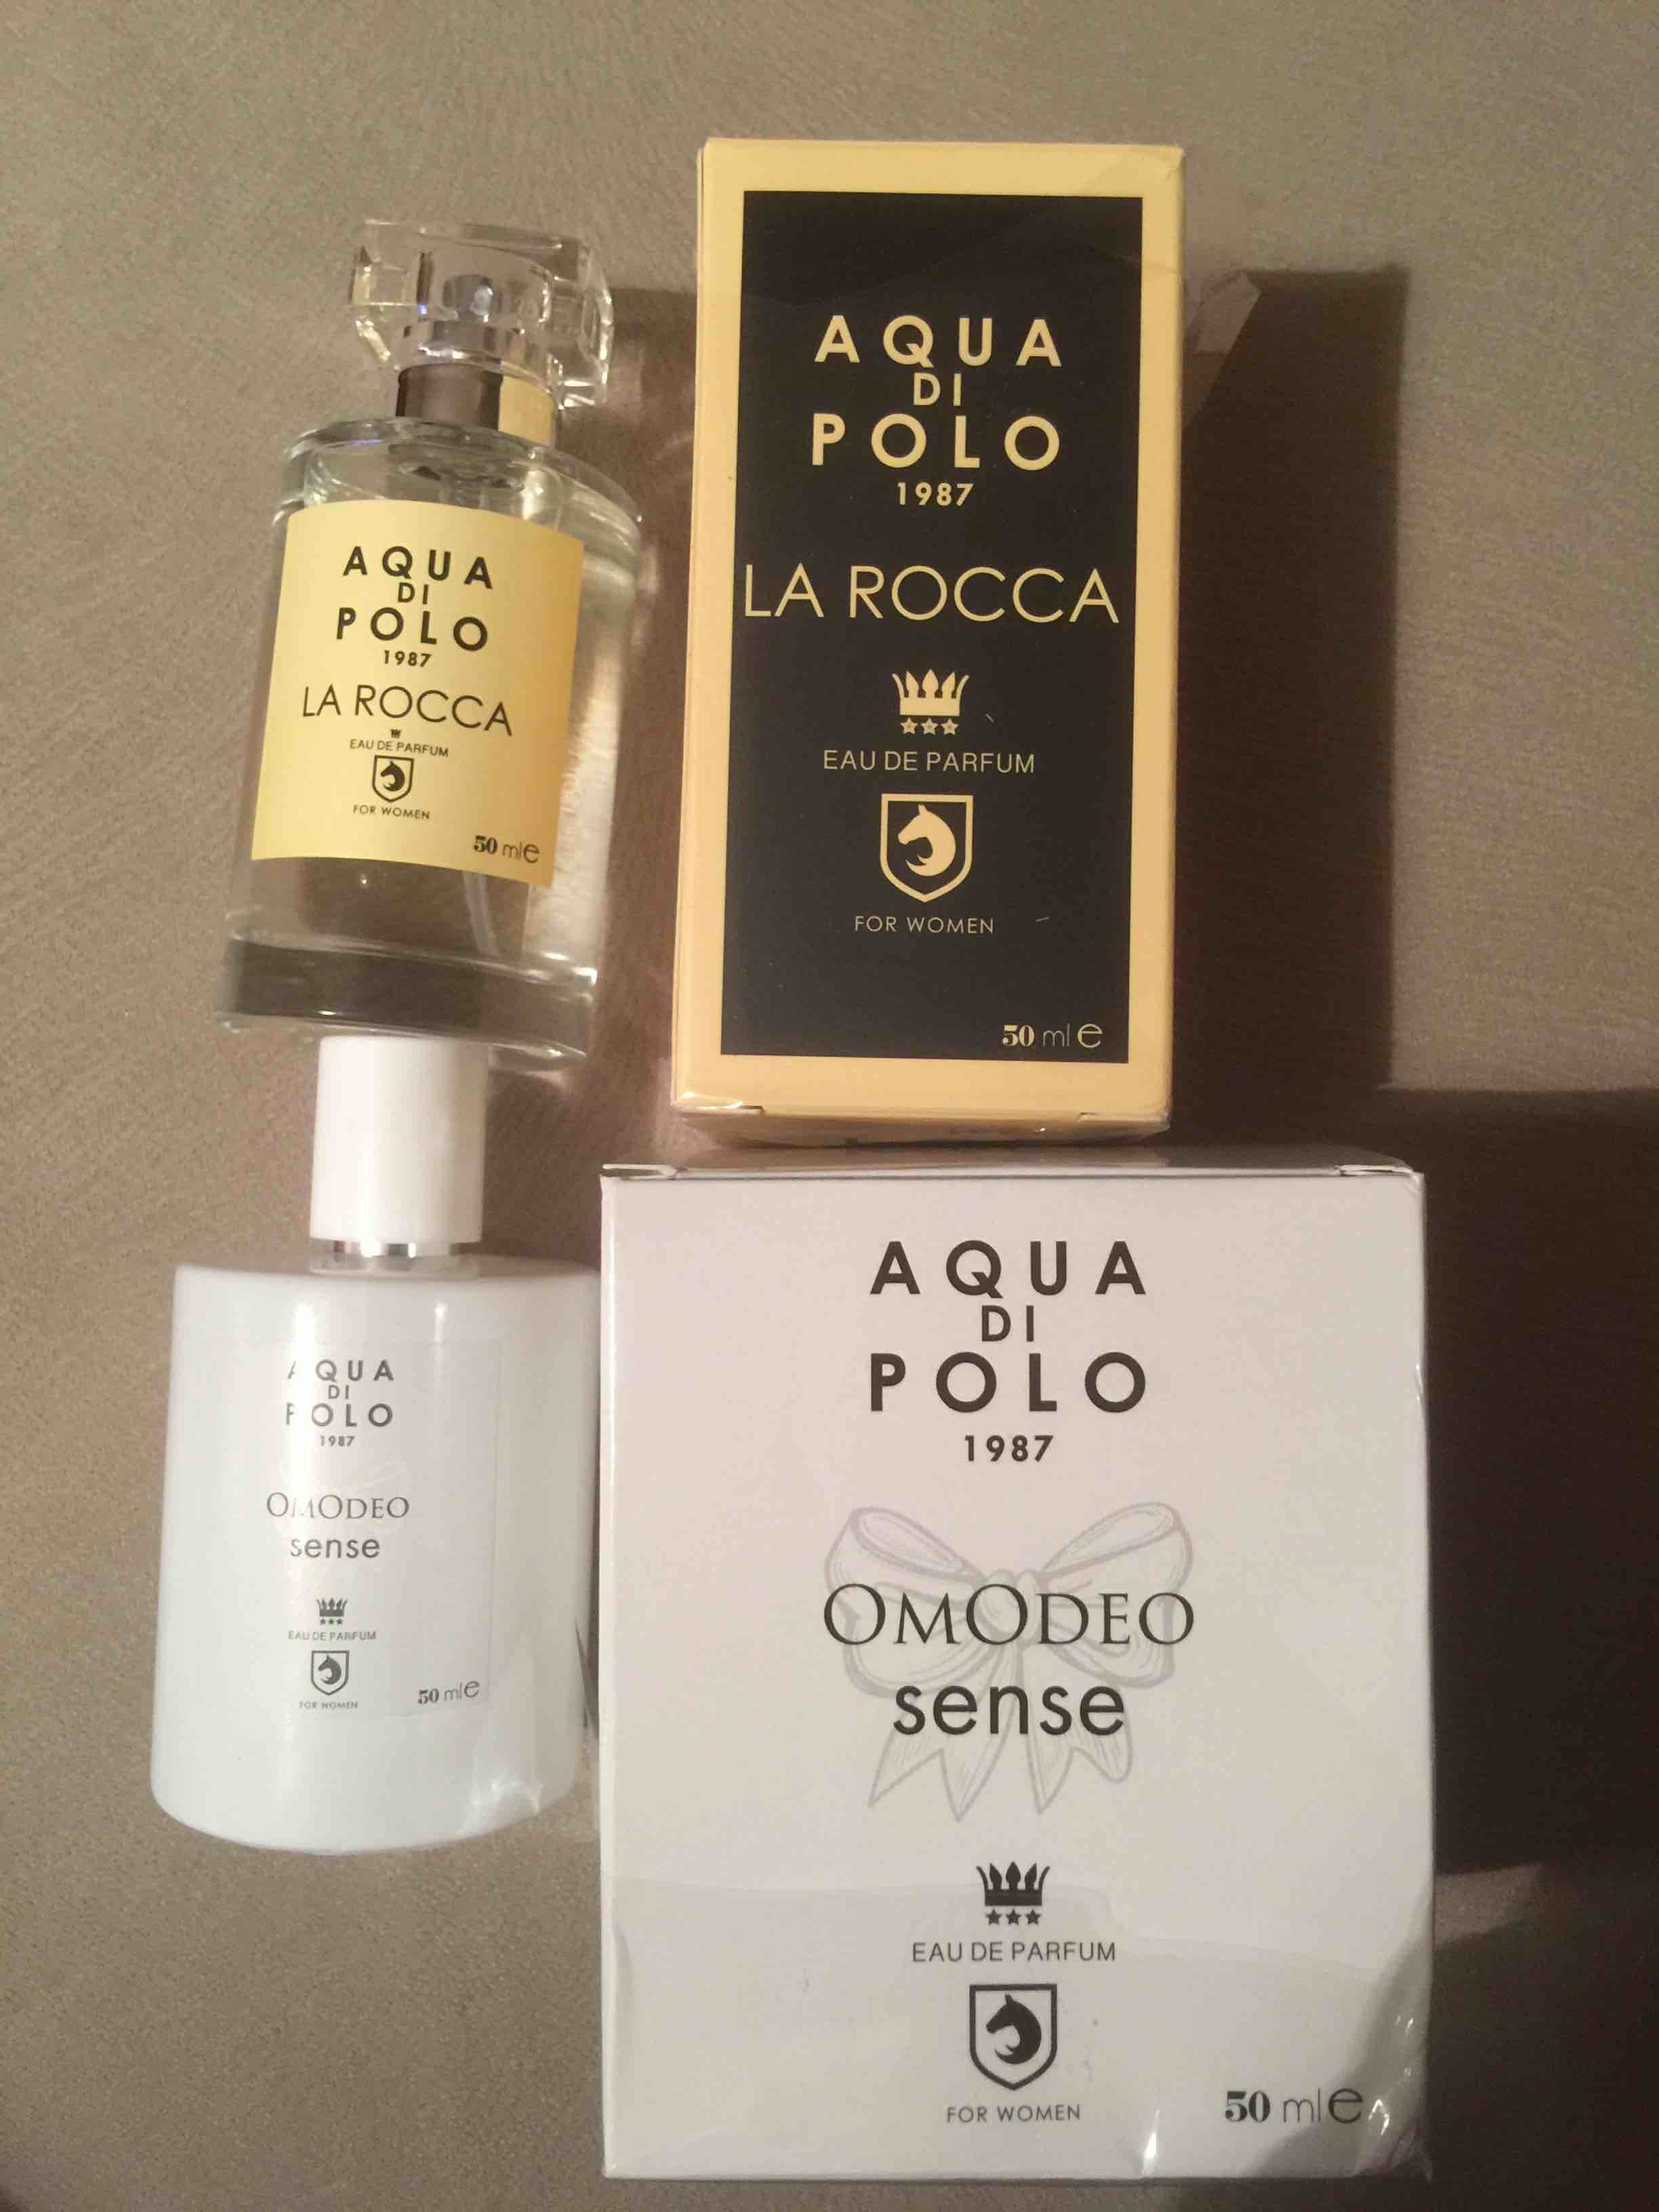 AQUA
DI
POLO
1987
LA ROCCA
EAU DE PARFUM
FOR WOMEN
50 ml e
AQUA
DI
POLO
1987
LA ROCCA
EAU DE PARFUM
FOR WOMEN
50 ml e
AQUA
DI
POLO
1987
OMODEO
sense
EAU DE PARFUM
FOR WOMEN
50 ml e
AQUA
DI
POLO
1987
OMODEO
sense
EAU DE PARFUM
FOR WOMEN
50 ml e